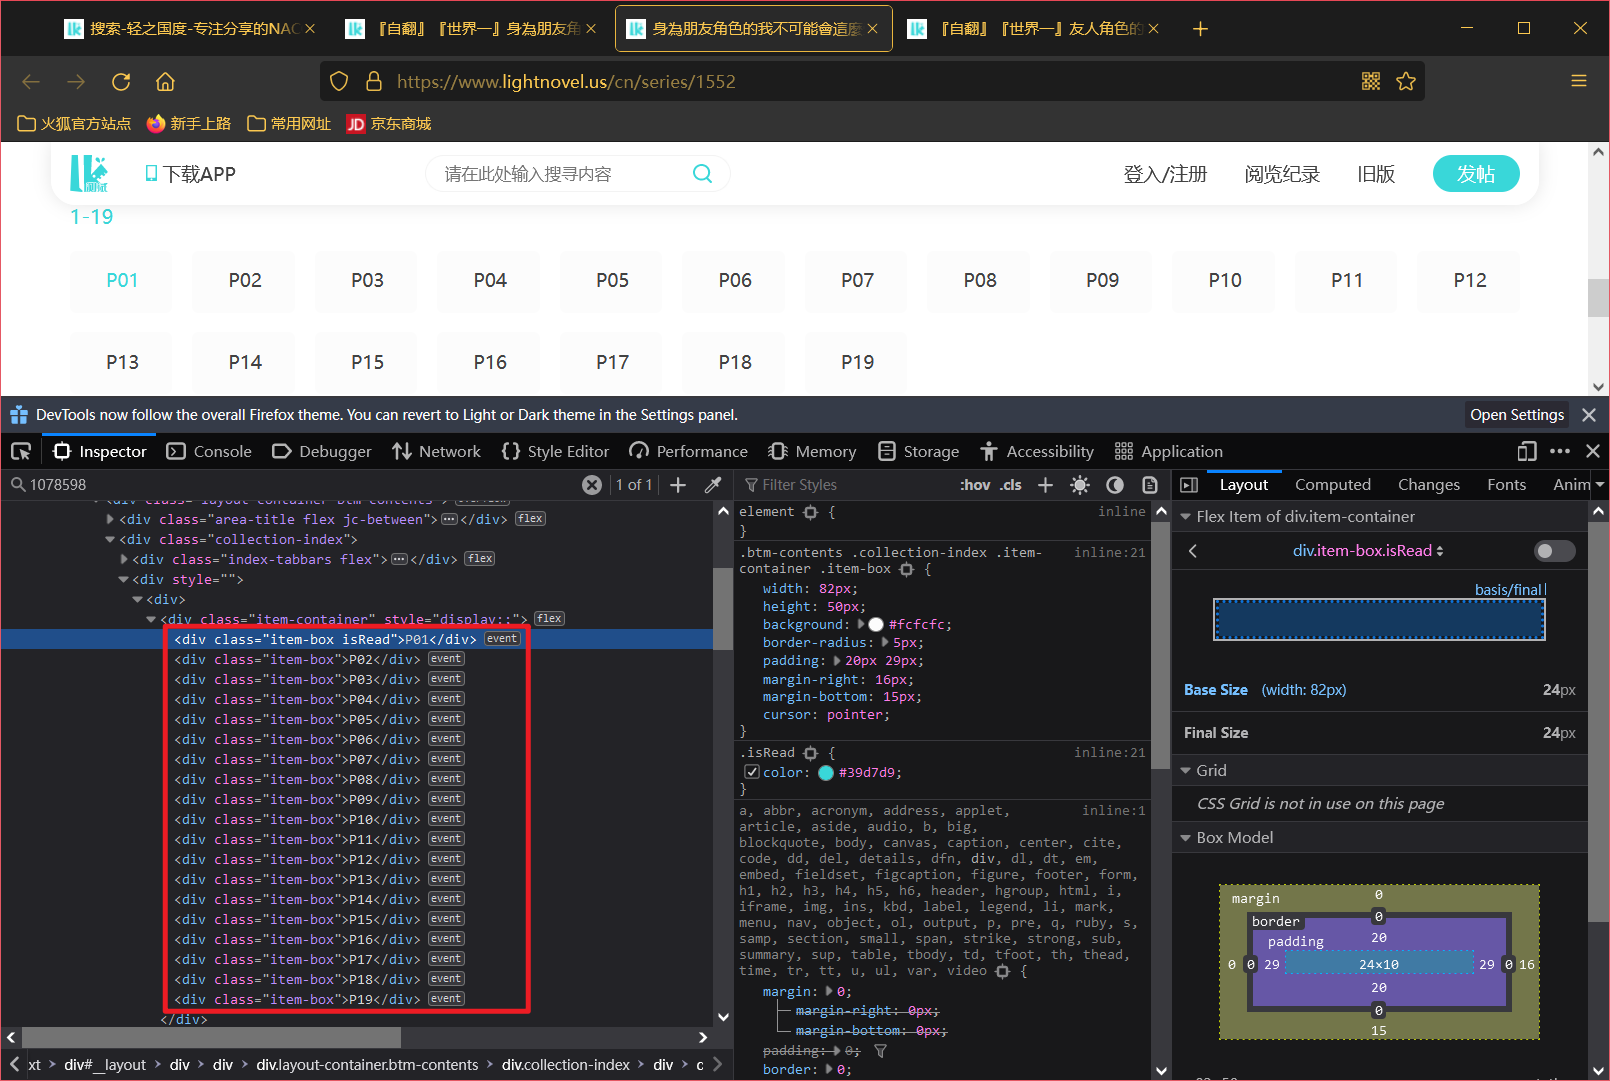 搜索-轻之国度-专注分享的NAC
『自翻』『世界一』身為朋友角
身為朋友角色的我不可能會這麼
『自翻』『世界一』友人角色的
https://www.lightnovel.us/cn/series/1552
火狐官方站点 新手上路 常用网址 JD 京东商城
下载APP 请在此处输入搜寻内容 登入/注册 阅览纪录 旧版 发帖
1-19
P01 P02 P03 P04 P05 P06 P07 P08 P09 P10 P11 P12
P13 P14 P15 P16 P17 P18 P19
DevTools now follow the overall Firefox theme. You can revert to Light or Dark theme in the Settings panel. Open Settings
Inspector Console Debugger Network Style Editor Performance Memory Storage Accessibility Application
1078598 1 of 1
<div class="area-title flex jc-between"></div> flex
<div class="collection-index">
<div class="index-tabbars flex"></div> flex
<div style="">
<div>
<div class="item-container" style="display:;"> flex
<div class="item-box isRead">P01</div> event
<div class="item-box">P02</div> event
<div class="item-box">P03</div> event
<div class="item-box">P04</div> event
<div class="item-box">P05</div> event
<div class="item-box">P06</div> event
<div class="item-box">P07</div> event
<div class="item-box">P08</div> event
<div class="item-box">P09</div> event
<div class="item-box">P10</div> event
<div class="item-box">P11</div> event
<div class="item-box">P12</div> event
<div class="item-box">P13</div> event
<div class="item-box">P14</div> event
<div class="item-box">P15</div> event
<div class="item-box">P16</div> event
<div class="item-box">P17</div> event
<div class="item-box">P18</div> event
<div class="item-box">P19</div> event
</div>
xt div#__layout div div div.layout-container.btm-contents div.collection-index div c
Filter Styles :hov .cls
element { inline
}
.btm-contents .collection-index .item- inline:21
container .item-box {
width: 82px;
height: 50px;
background: #fcfcfc;
border-radius: 5px;
padding: 20px 29px;
margin-right: 16px;
margin-bottom: 15px;
cursor: pointer;
}
.isRead { inline:21
color: #39d7d9;
}
a, abbr, acronym, address, applet, inline:1
article, aside, audio, b, big,
blockquote, body, canvas, caption, center, cite,
code, dd, del, details, dfn, div, dl, dt, em,
embed, fieldset, figcaption, figure, footer, form,
h1, h2, h3, h4, h5, h6, header, hgroup, html, i,
iframe, img, ins, kbd, label, legend, li, mark,
menu, nav, object, ol, output, p, pre, q, ruby, s,
samp, section, small, span, strike, strong, sub,
summary, sup, table, tbody, td, tfoot, th, thead,
time, tr, tt, u, ul, var, video {
margin: 0;
margin-right: 0px;
margin-bottom: 0px;
padding: 0;
border: 0;
Layout Computed Changes Fonts Anim
Flex Item of div.item-container
div.item-box.isRead
basis/final
Base Size (width: 82px) 24px
Final Size 24px
Grid
CSS Grid is not in use on this page
Box Model
margin 0
border 0
padding 20
0 0 29 24×10 29 0 16
20
0
15